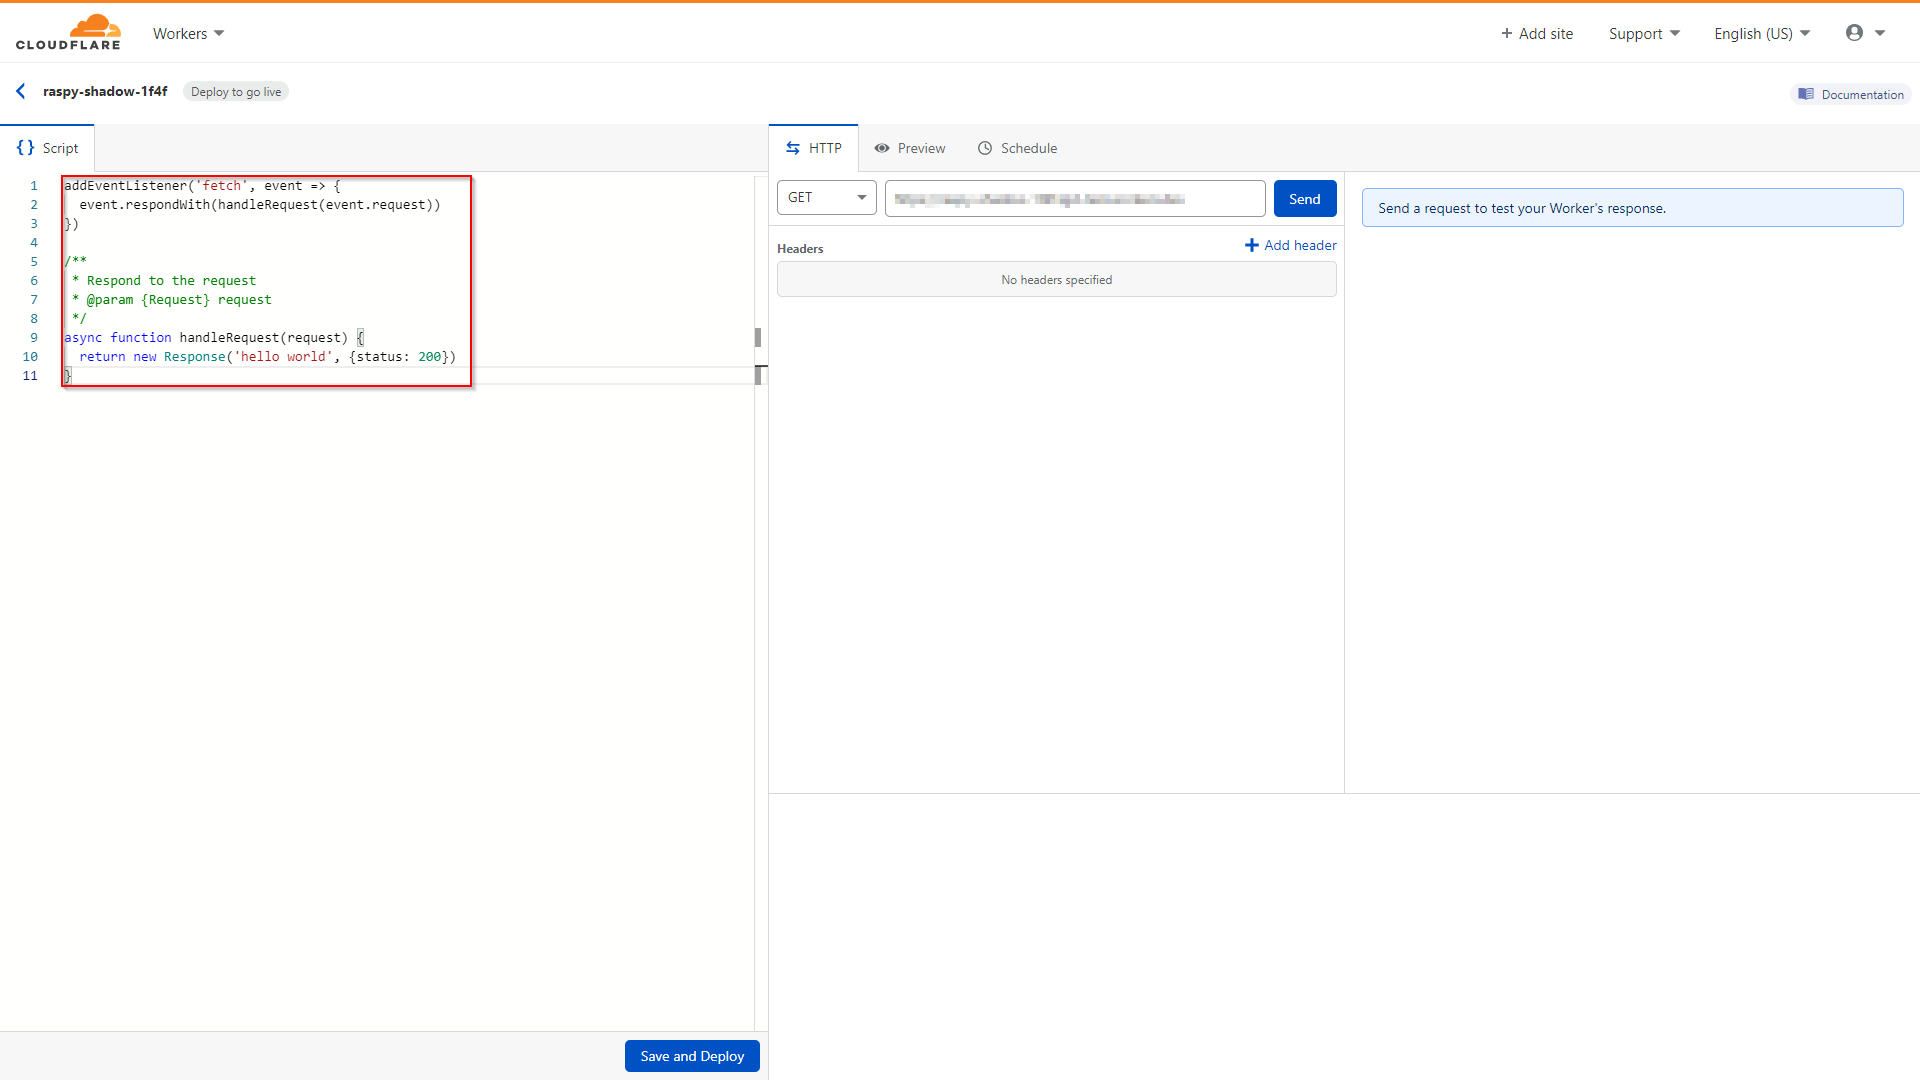 CLOUDFLARE
Workers
+ Add site
Support
English (US)
raspy-shadow-1f4f
Deploy to go live
Documentation
{} Script
HTTP
Preview
Schedule
1 addEventListener('fetch', event => {
2 event.respondWith(handleRequest(event.request))
3 })
4
5 /**
6 * Respond to the request
7 * @param {Request} request
8 */
9 async function handleRequest(request) {
10 return new Response('hello world', {status: 200})
11 }
GET
Send
Send a request to test your Worker's response.
Headers
+ Add header
No headers specified
Save and Deploy